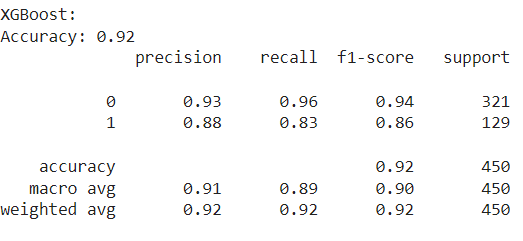 XGBoost:
Accuracy: 0.92
precision recall f1-score support
0 0.93 0.96 0.94 321
1 0.88 0.83 0.86 129
accuracy 0.92 450
macro avg 0.91 0.89 0.90 450
weighted avg 0.92 0.92 0.92 450